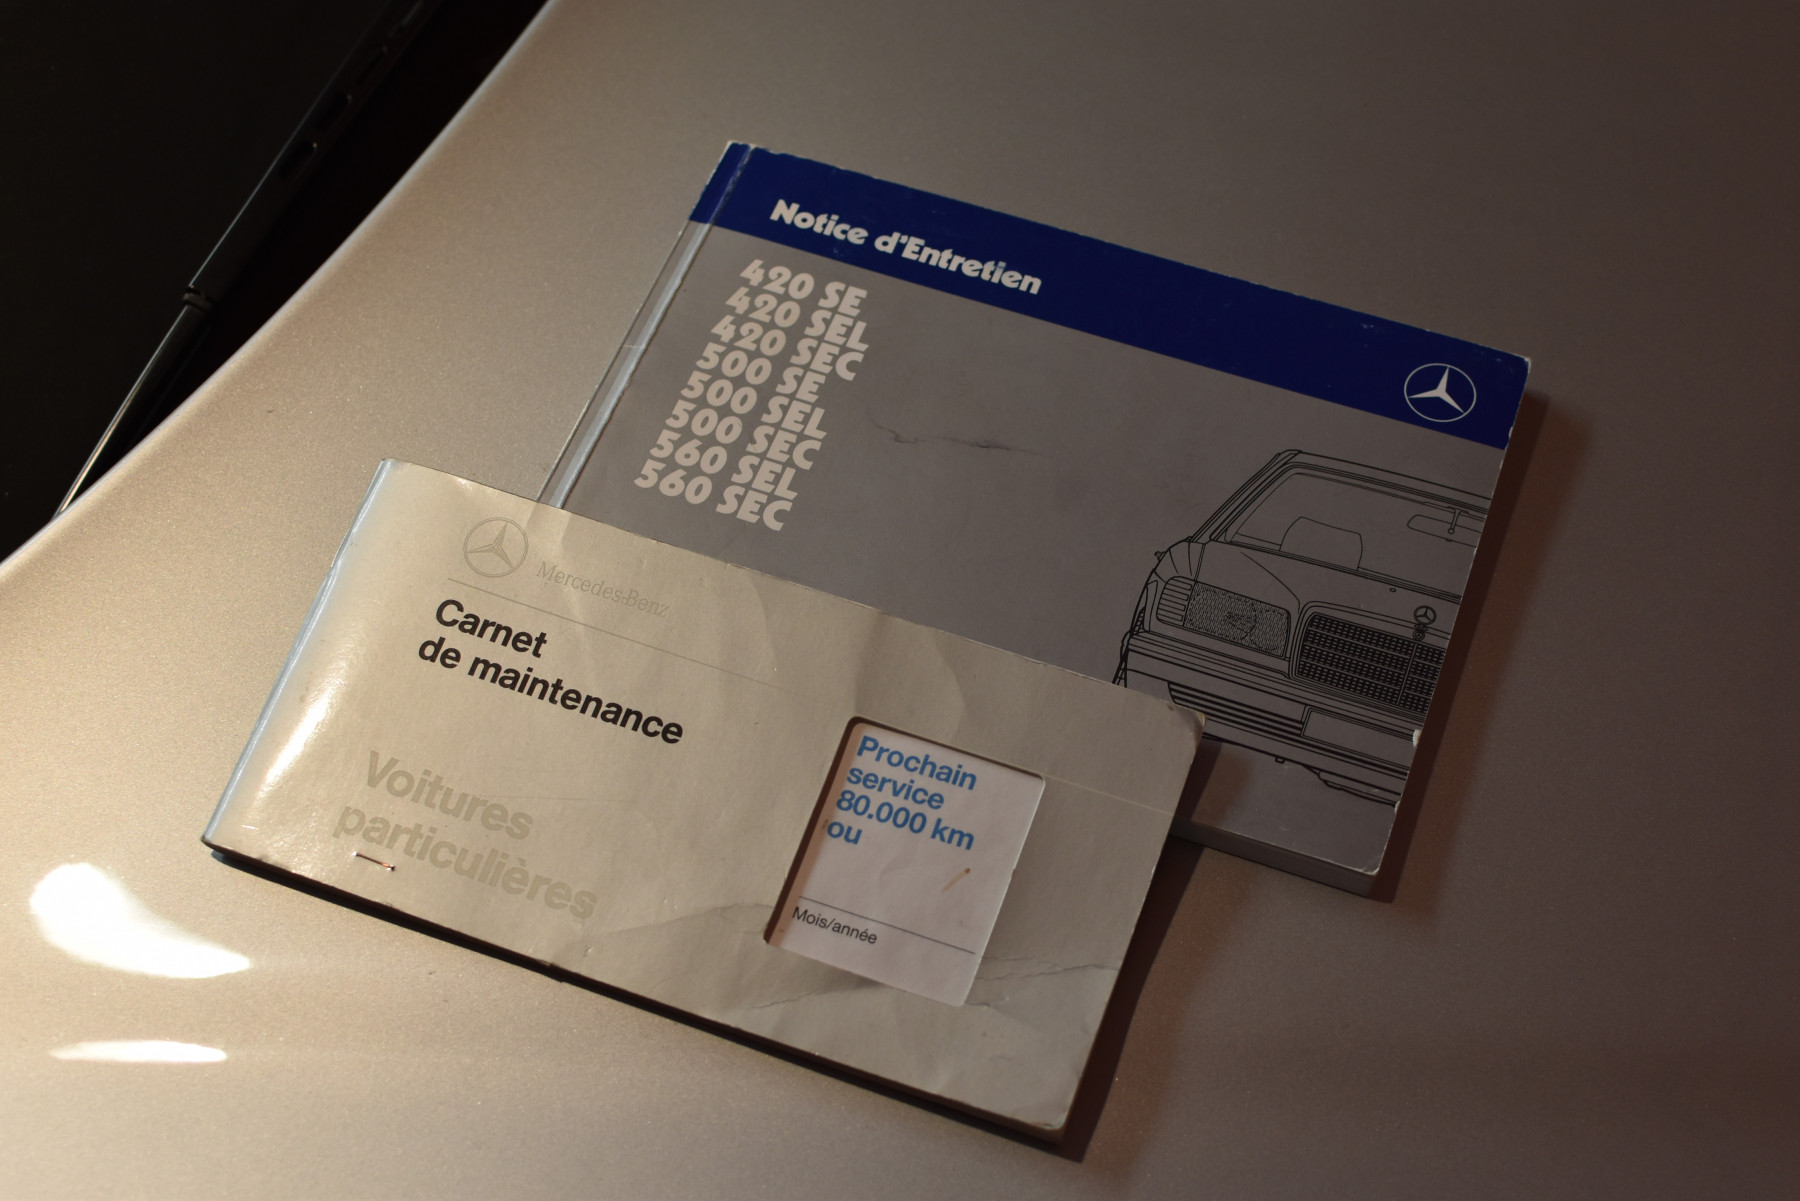 Notice d'Entretien
420 SE
420 SEL
420 SEC
500 SE
500 SEL
500 SEC
560 SEL
560 SEC
Mercedes-Benz
Carnet
de maintenance
Voitures
particulières
Prochain
service
80.000 km
ou
Mois/année